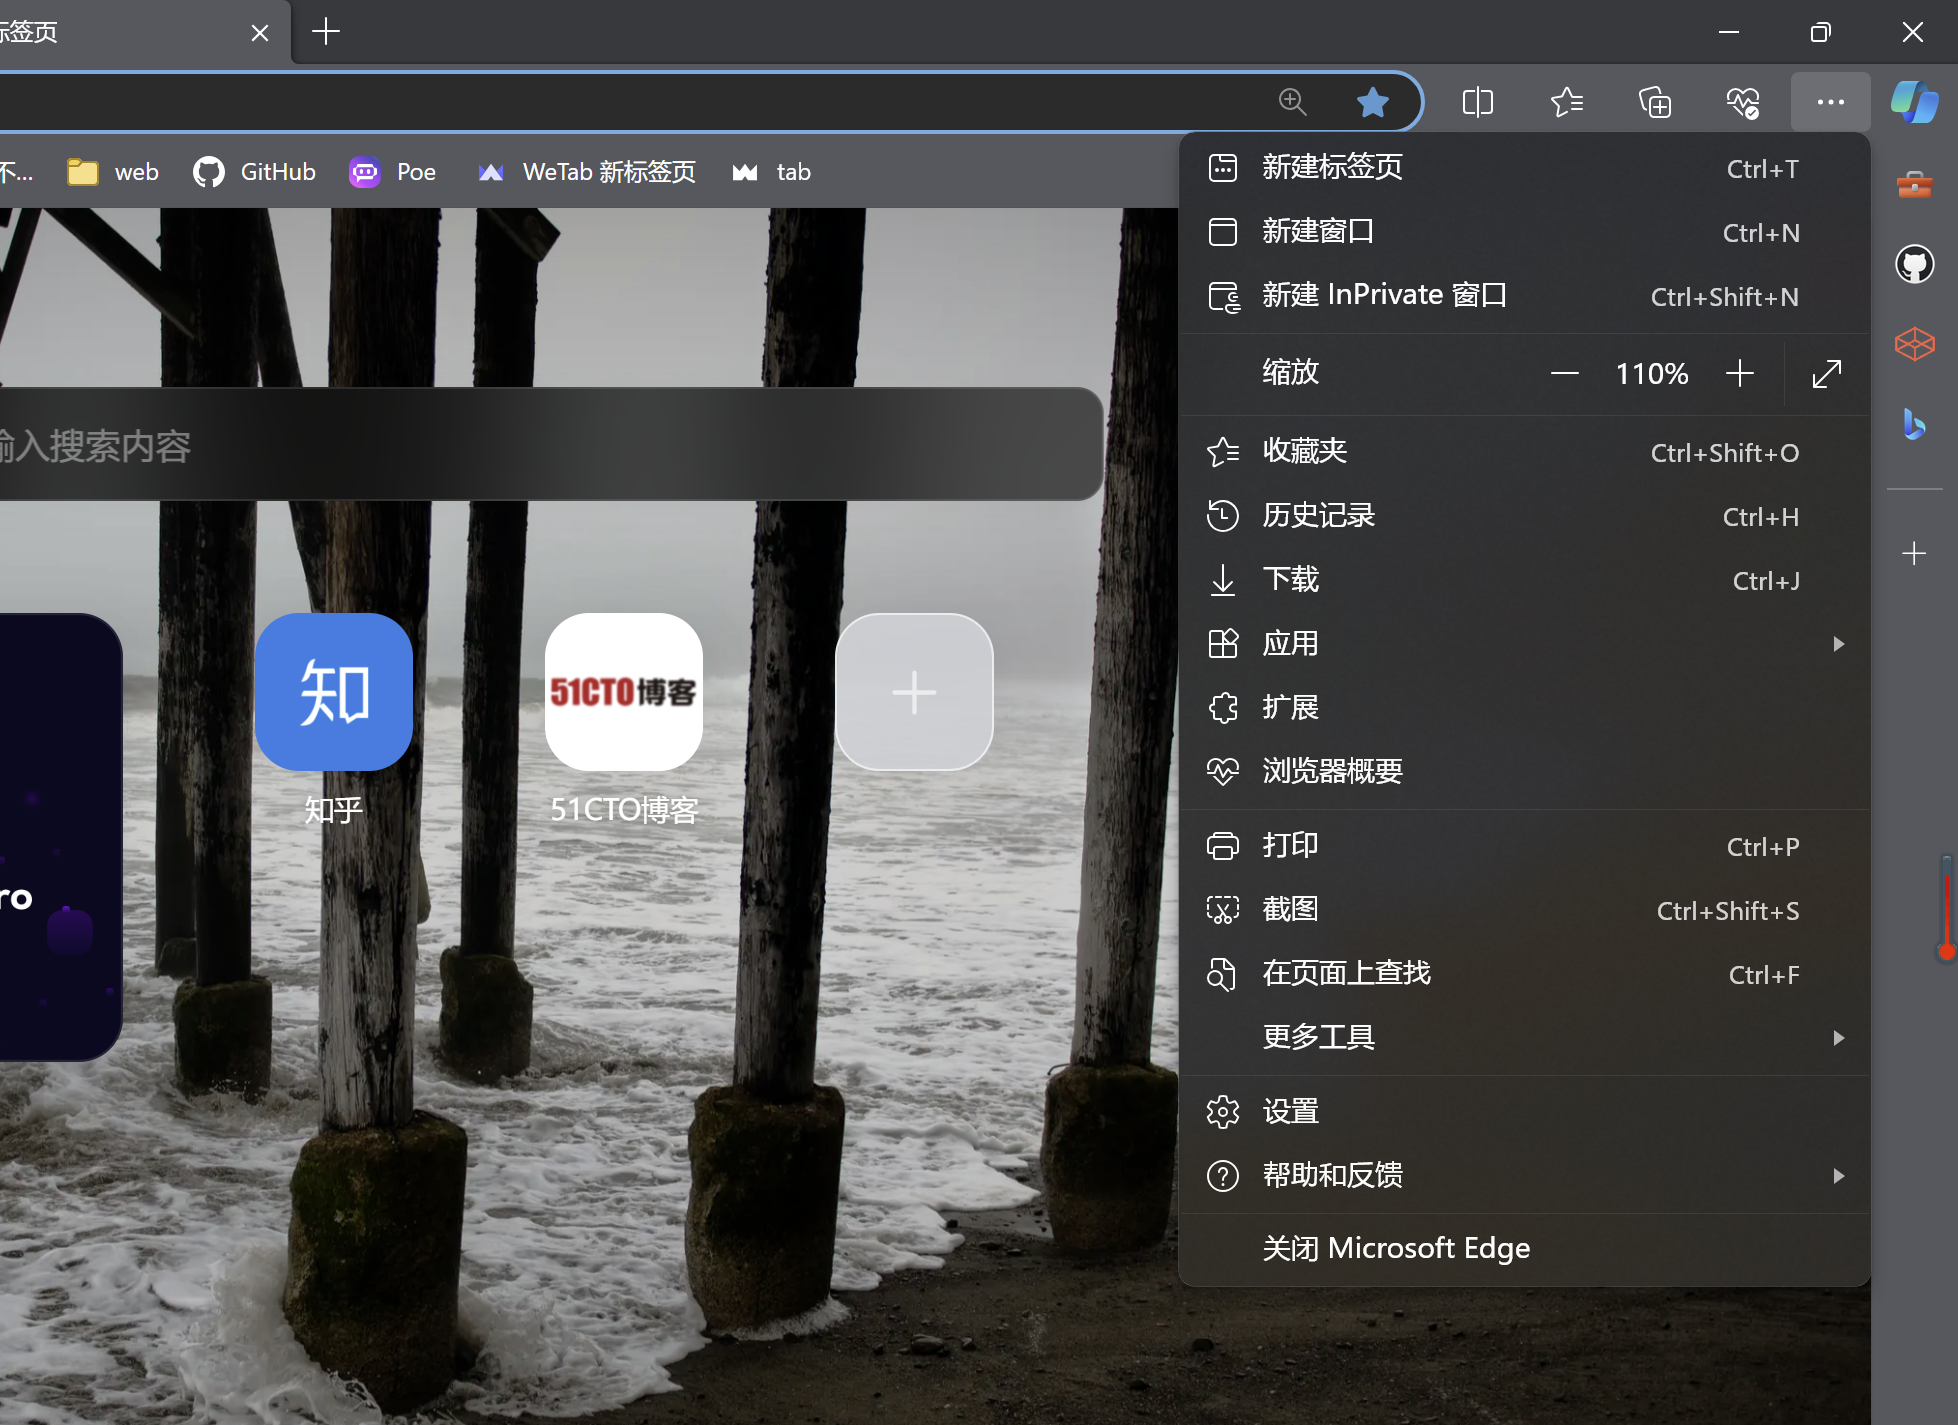 标签页
不...
web
GitHub
Poe
WeTab 新标签页
tab
新建标签页 Ctrl+T
新建窗口 Ctrl+N
新建 InPrivate 窗口 Ctrl+Shift+N
缩放 110%
输入搜索内容
收藏夹 Ctrl+Shift+O
历史记录 Ctrl+H
下载 Ctrl+J
应用
扩展
浏览器概要
知
知乎
51CTO博客
51CTO博客
ro
打印 Ctrl+P
截图 Ctrl+Shift+S
在页面上查找 Ctrl+F
更多工具
设置
帮助和反馈
关闭 Microsoft Edge